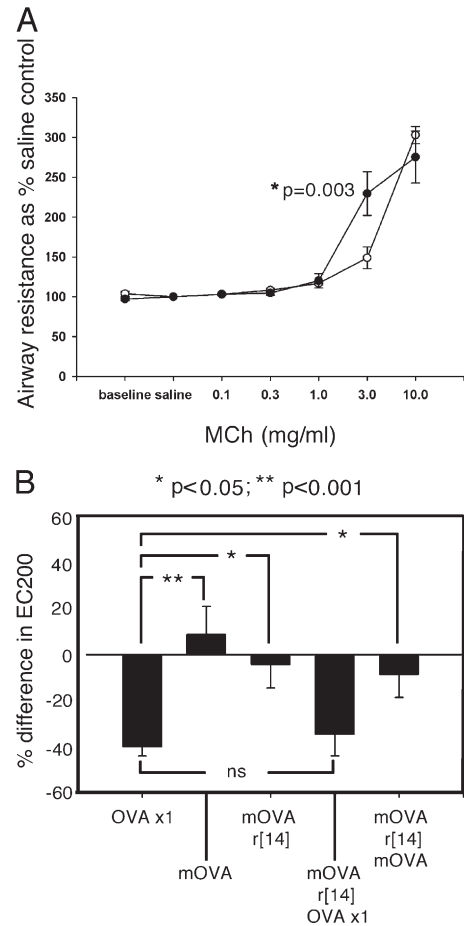 A
Airway resistance as % saline control
350
300
250
200
150
100
50
0
* p=0.003
baseline saline 0.1 0.3 1.0 3.0 10.0
MCh (mg/ml)
B
* p<0.05; ** p<0.001
% difference in EC200
60
40
20
0
-20
-40
-60
*
*
**
ns
OVA x1
mOVA
mOVA
r[14]
mOVA
r[14]
OVA x1
mOVA
r[14]
mOVA